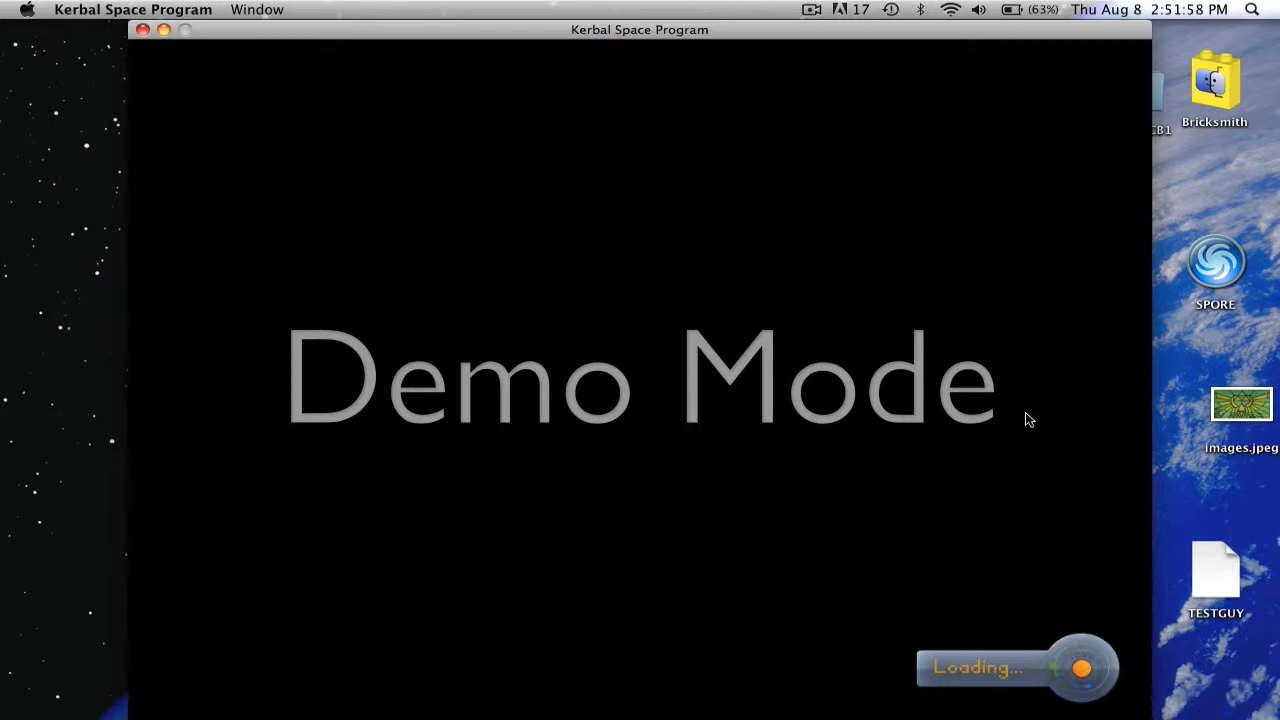 Kerbal Space Program Window 17 (63%) Thu Aug 8 2:51:58 PM
Kerbal Space Program
CB1
Bricksmith
SPORE
Demo Mode
images.jpeg
TESTGUY
Loading...